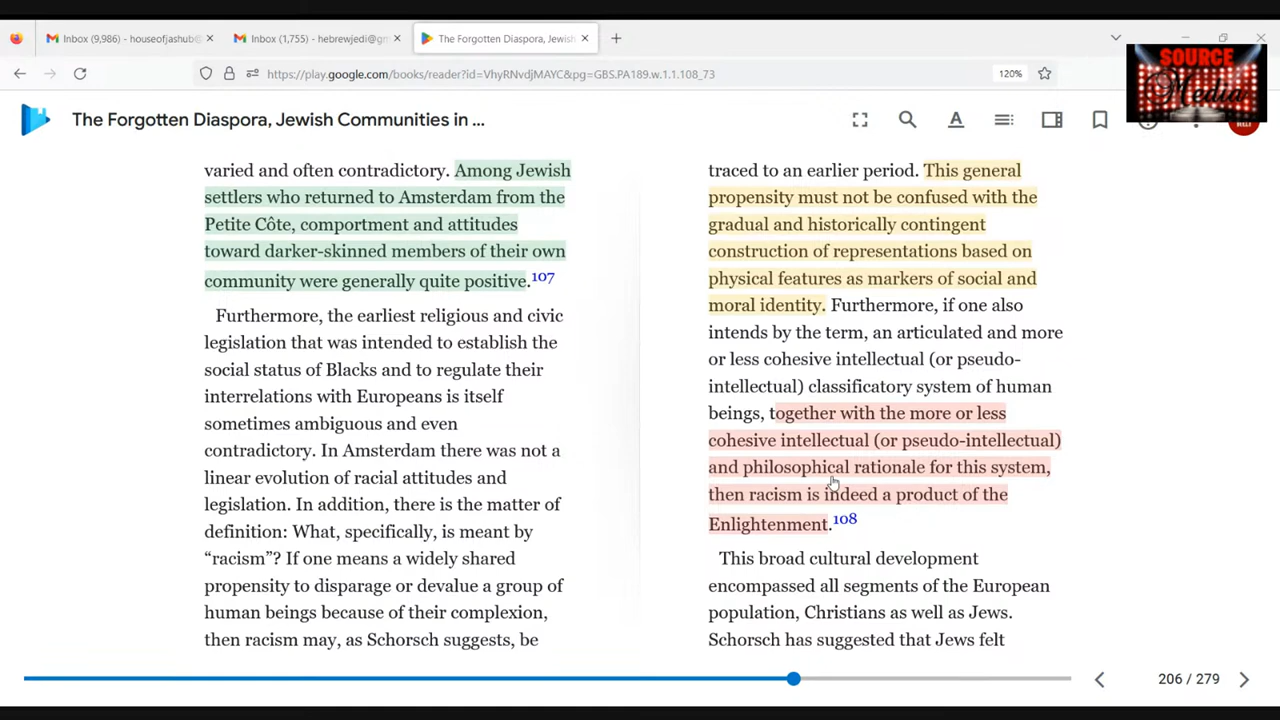 Inbox (9,986) - houseofjashub@
Inbox (1,755) - hebrewjedi@gm
The Forgotten Diaspora, Jewish
https://play.google.com/books/reader?id=VhyRNvdjMAYC&pg=GBS.PA189.w.1.1.108_73
120%
SOURCE
Media
The Forgotten Diaspora, Jewish Communities in ...
varied and often contradictory. Among Jewish
settlers who returned to Amsterdam from the
Petite Côte, comportment and attitudes
toward darker-skinned members of their own
community were generally quite positive.107
Furthermore, the earliest religious and civic
legislation that was intended to establish the
social status of Blacks and to regulate their
interrelations with Europeans is itself
sometimes ambiguous and even
contradictory. In Amsterdam there was not a
linear evolution of racial attitudes and
legislation. In addition, there is the matter of
definition: What, specifically, is meant by
“racism”? If one means a widely shared
propensity to disparage or devalue a group of
human beings because of their complexion,
then racism may, as Schorsch suggests, be
traced to an earlier period. This general
propensity must not be confused with the
gradual and historically contingent
construction of representations based on
physical features as markers of social and
moral identity. Furthermore, if one also
intends by the term, an articulated and more
or less cohesive intellectual (or pseudo-
intellectual) classificatory system of human
beings, together with the more or less
cohesive intellectual (or pseudo-intellectual)
and philosophical rationale for this system,
then racism is indeed a product of the
Enlightenment.108
This broad cultural development
encompassed all segments of the European
population, Christians as well as Jews.
Schorsch has suggested that Jews felt
206 / 279